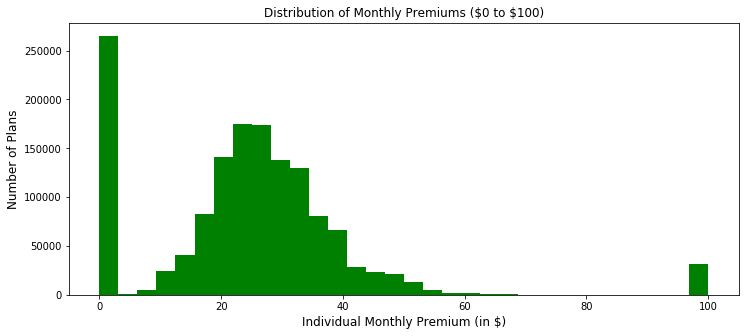 Distribution of Monthly Premiums ($0 to $100)
Number of Plans
250000
200000
150000
100000
50000
0
0 20 40 60 80 100
Individual Monthly Premium (in $)